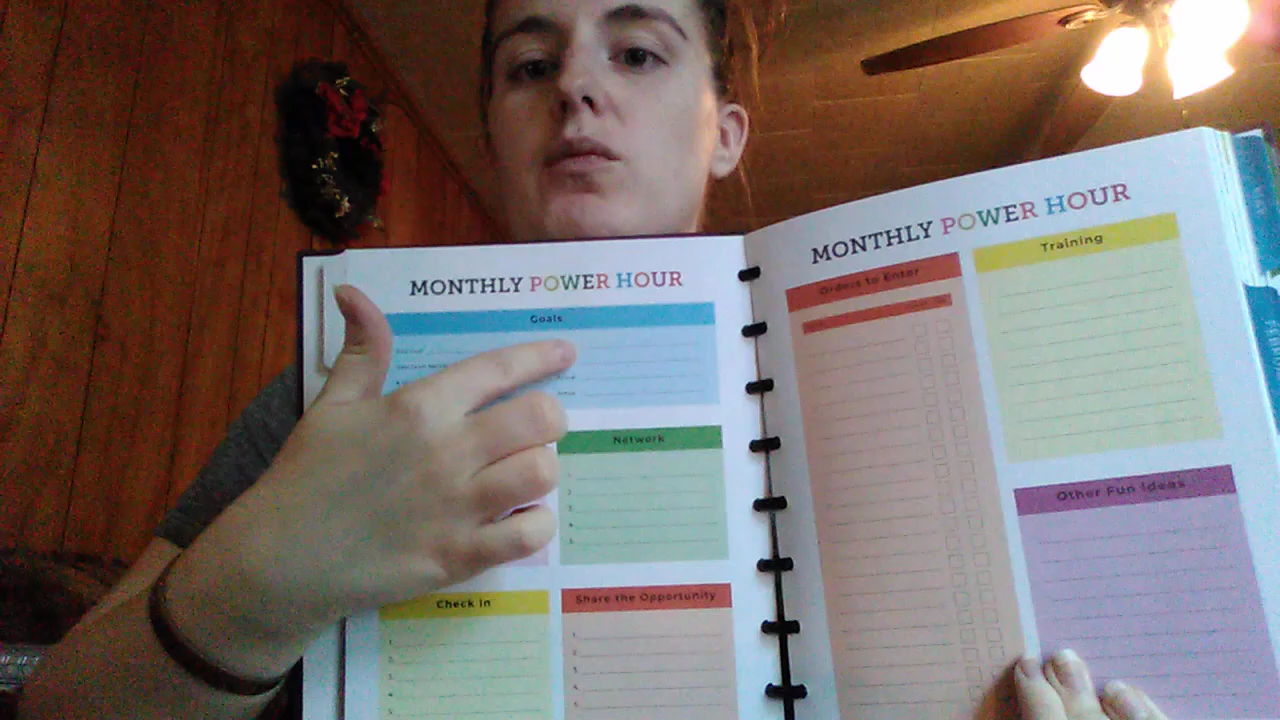 MONTHLY POWER HOUR
Goals
Network
Check In
Share the Opportunity
MONTHLY POWER HOUR
Orders to Enter
Training
Other Fun Ideas